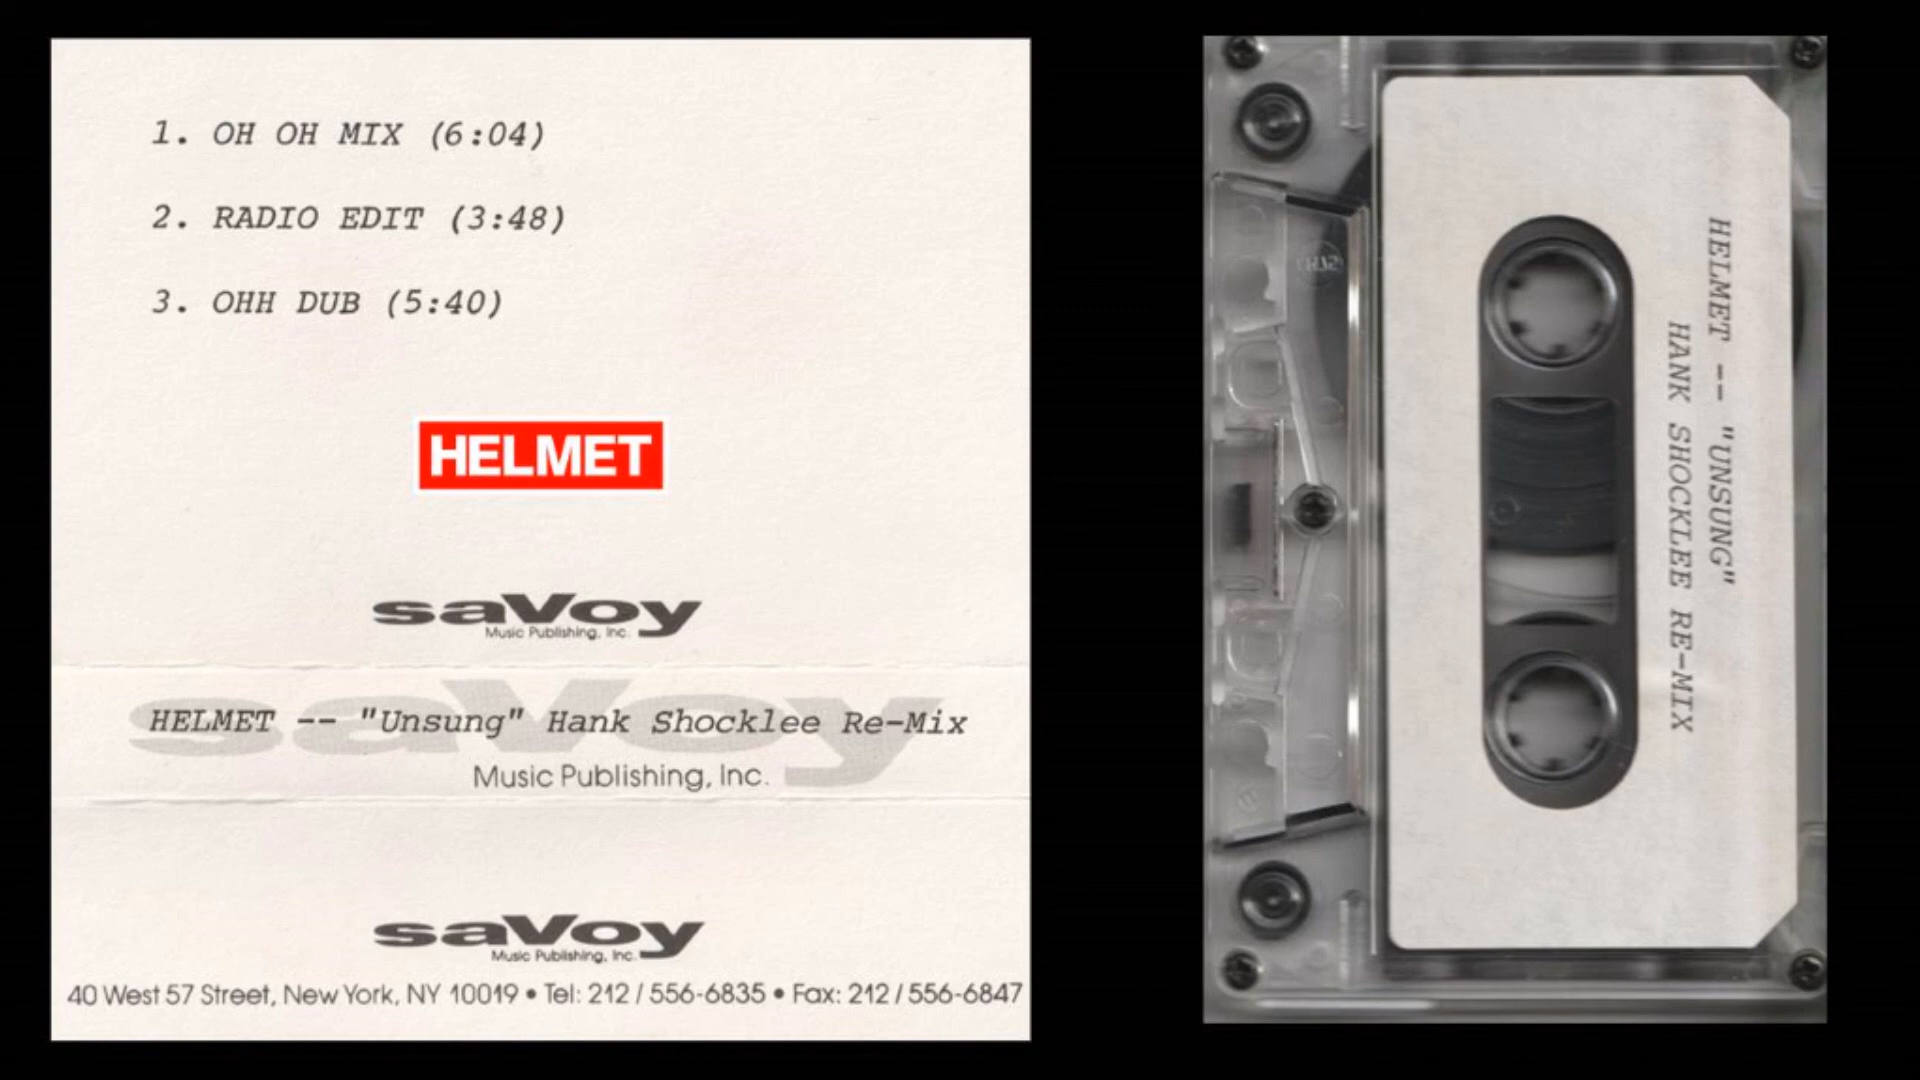 1. OH OH MIX (6:04)
2. RADIO EDIT (3:48)
3. OHH DUB (5:40)
HELMET
saVoy
Music Publishing, Inc.
saVoy
HELMET -- "Unsung" Hank Shocklee Re-Mix
Music Publishing, Inc.
saVoy
Music Publishing, Inc.
40 West 57 Street, New York, NY 10019 • Tel: 212 / 556-6835 • Fax: 212 / 556-6847
HELMET -- "UNSUNG"
HANK SHOCKLEE RE-MIX